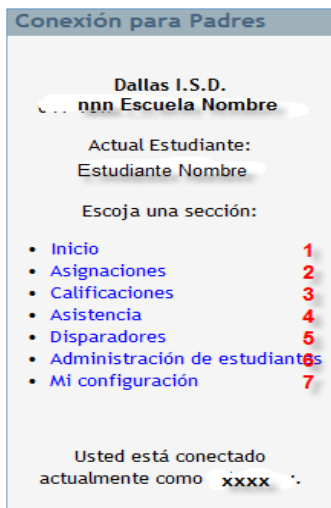 Conexión para Padres
Dallas I.S.D.
nnn Escuela Nombre
Actual Estudiante:
Estudiante Nombre
Escoja una sección:
• Inicio 1
• Asignaciones 2
• Calificaciones 3
• Asistencia 4
• Disparadores 5
• Administración de estudiantes 6
• Mi configuración 7
Usted está conectado
actualmente como xxxx .